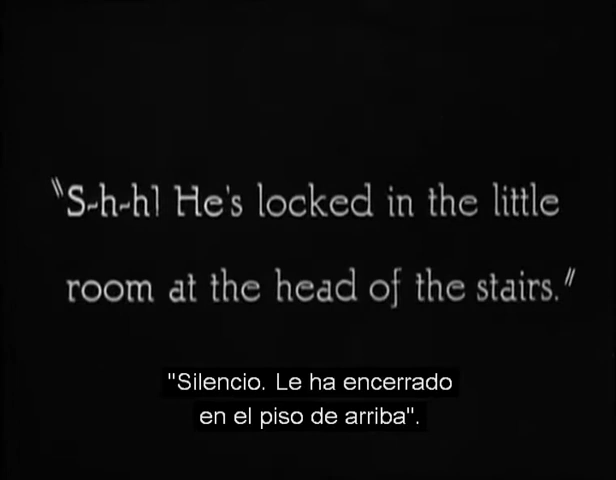 "S-h-h! He's locked in the little
room at the head of the stairs."
"Silencio. Le ha encerrado
en el piso de arriba".